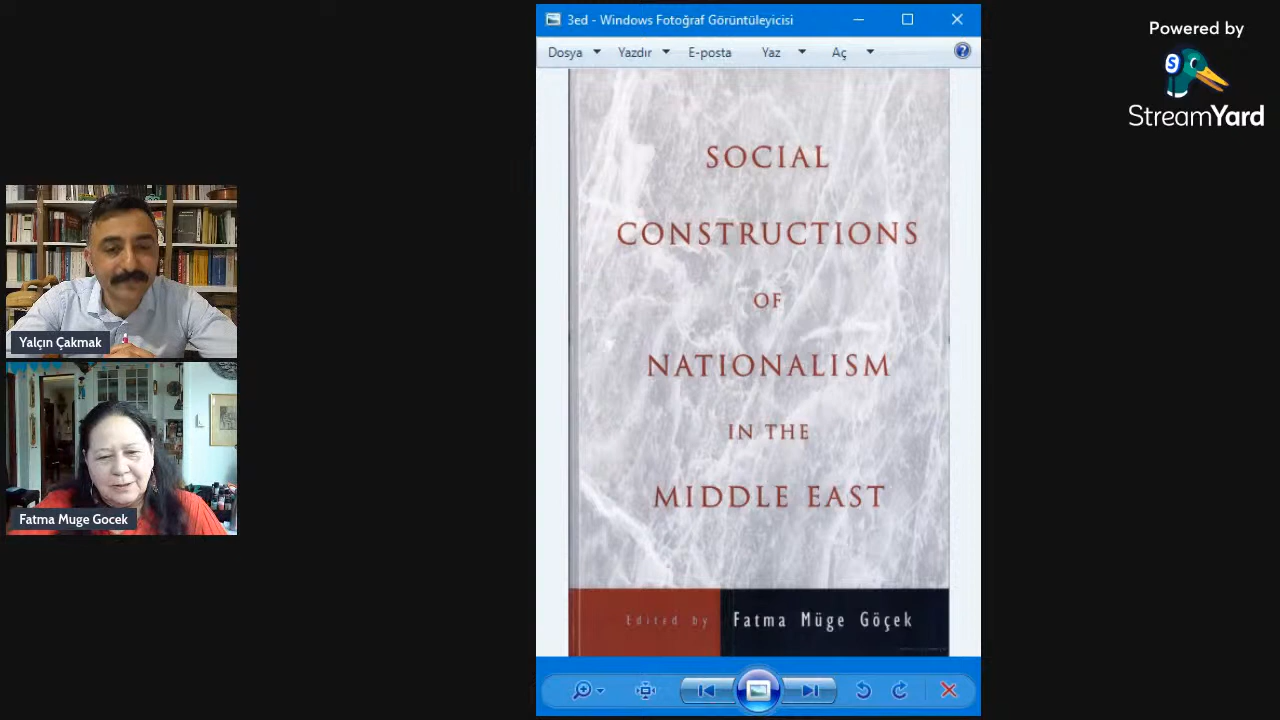 3ed - Windows Fotoğraf Görüntüleyicisi
Dosya Yazdır E-posta Yaz Aç
SOCIAL
CONSTRUCTIONS
OF
NATIONALISM
IN THE
MIDDLE EAST
Edited by Fatma Müge Göçek
Yalçın Çakmak
Fatma Muge Gocek
Powered by
S
StreamYard